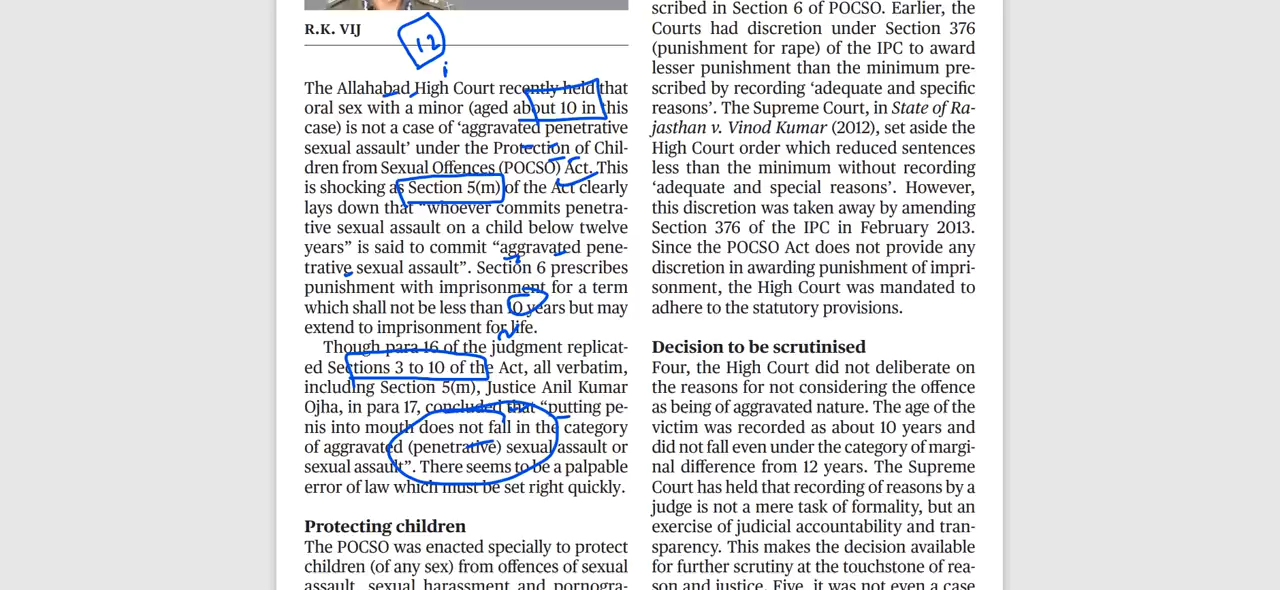 R.K. VIJ
12
The Allahabad High Court recently held that
oral sex with a minor (aged about 10 in this
case) is not a case of ‘aggravated penetrative
sexual assault’ under the Protection of Chil-
dren from Sexual Offences (POCSO) Act. This
is shocking as Section 5(m) of the Act clearly
lays down that “whoever commits penetra-
tive sexual assault on a child below twelve
years” is said to commit “aggravated pene-
trative sexual assault”. Section 6 prescribes
punishment with imprisonment for a term
which shall not be less than 10 years but may
extend to imprisonment for life.
Though para 16 of the judgment replicat-
ed Sections 3 to 10 of the Act, all verbatim,
including Section 5(m), Justice Anil Kumar
Ojha, in para 17, concluded that “putting pe-
nis into mouth does not fall in the category
of aggravated (penetrative) sexual assault or
sexual assault”. There seems to be a palpable
error of law which must be set right quickly.
Protecting children
The POCSO was enacted specially to protect
children (of any sex) from offences of sexual
assault, sexual harassment and pornogra-
scribed in Section 6 of POCSO. Earlier, the
Courts had discretion under Section 376
(punishment for rape) of the IPC to award
lesser punishment than the minimum pre-
scribed by recording ‘adequate and specific
reasons’. The Supreme Court, in State of Ra-
jasthan v. Vinod Kumar (2012), set aside the
High Court order which reduced sentences
less than the minimum without recording
‘adequate and special reasons’. However,
this discretion was taken away by amending
Section 376 of the IPC in February 2013.
Since the POCSO Act does not provide any
discretion in awarding punishment of impri-
sonment, the High Court was mandated to
adhere to the statutory provisions.
Decision to be scrutinised
Four, the High Court did not deliberate on
the reasons for not considering the offence
as being of aggravated nature. The age of the
victim was recorded as about 10 years and
did not fall even under the category of margi-
nal difference from 12 years. The Supreme
Court has held that recording of reasons by a
judge is not a mere task of formality, but an
exercise of judicial accountability and tran-
sparency. This makes the decision available
for further scrutiny at the touchstone of rea-
son and justice. Five, it was not even a case